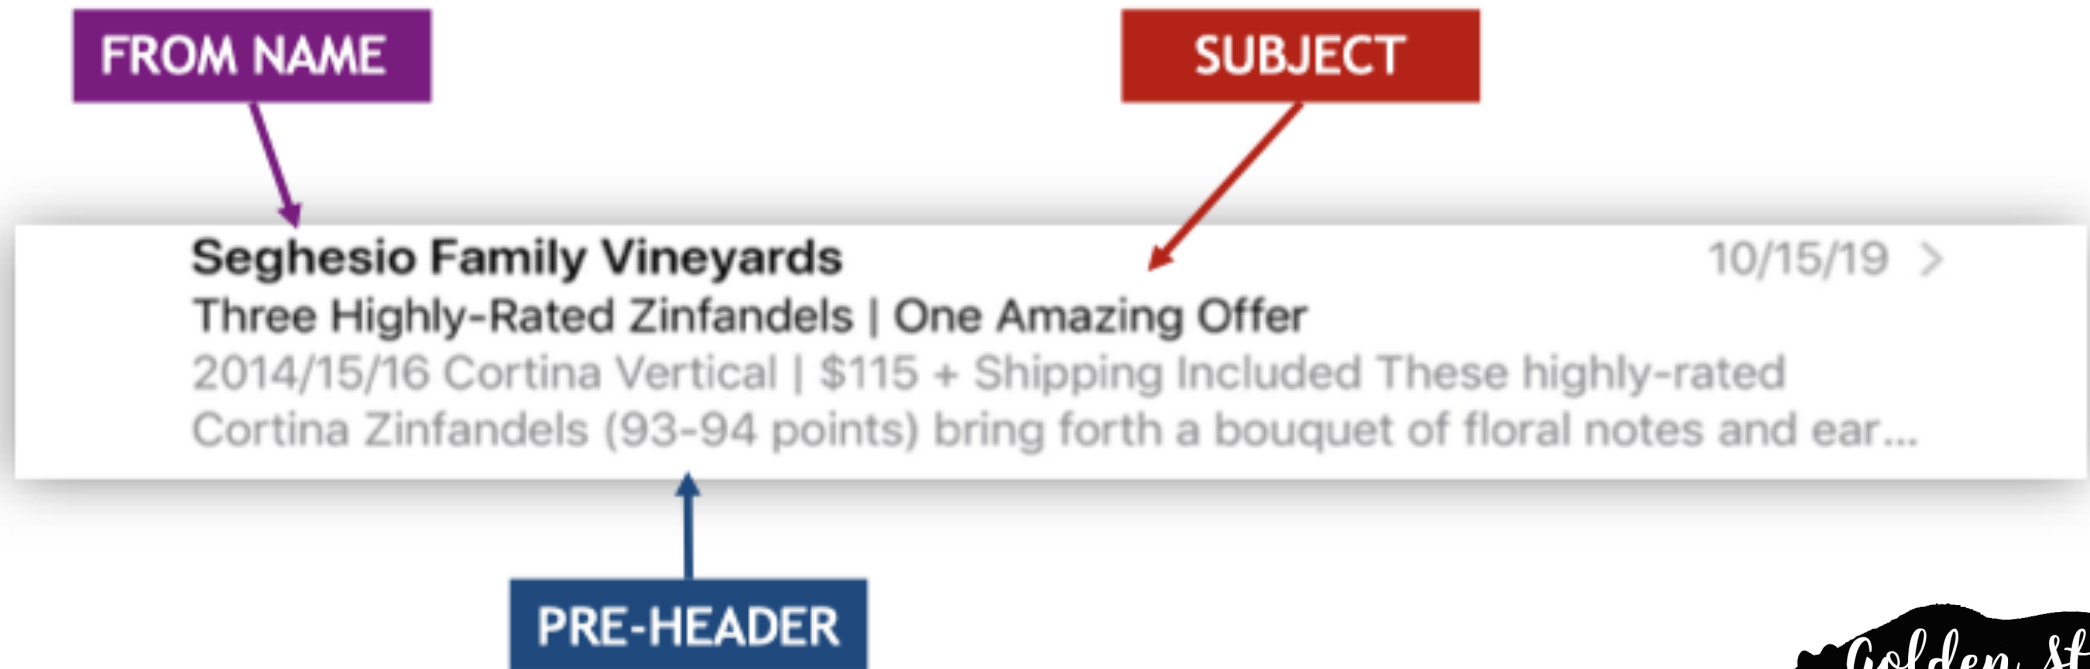 FROM NAME
SUBJECT
Seghesio Family Vineyards
10/15/19 >
Three Highly-Rated Zinfandels | One Amazing Offer
2014/15/16 Cortina Vertical | $115 + Shipping Included These highly-rated
Cortina Zinfandels (93-94 points) bring forth a bouquet of floral notes and ear...
PRE-HEADER
Golden